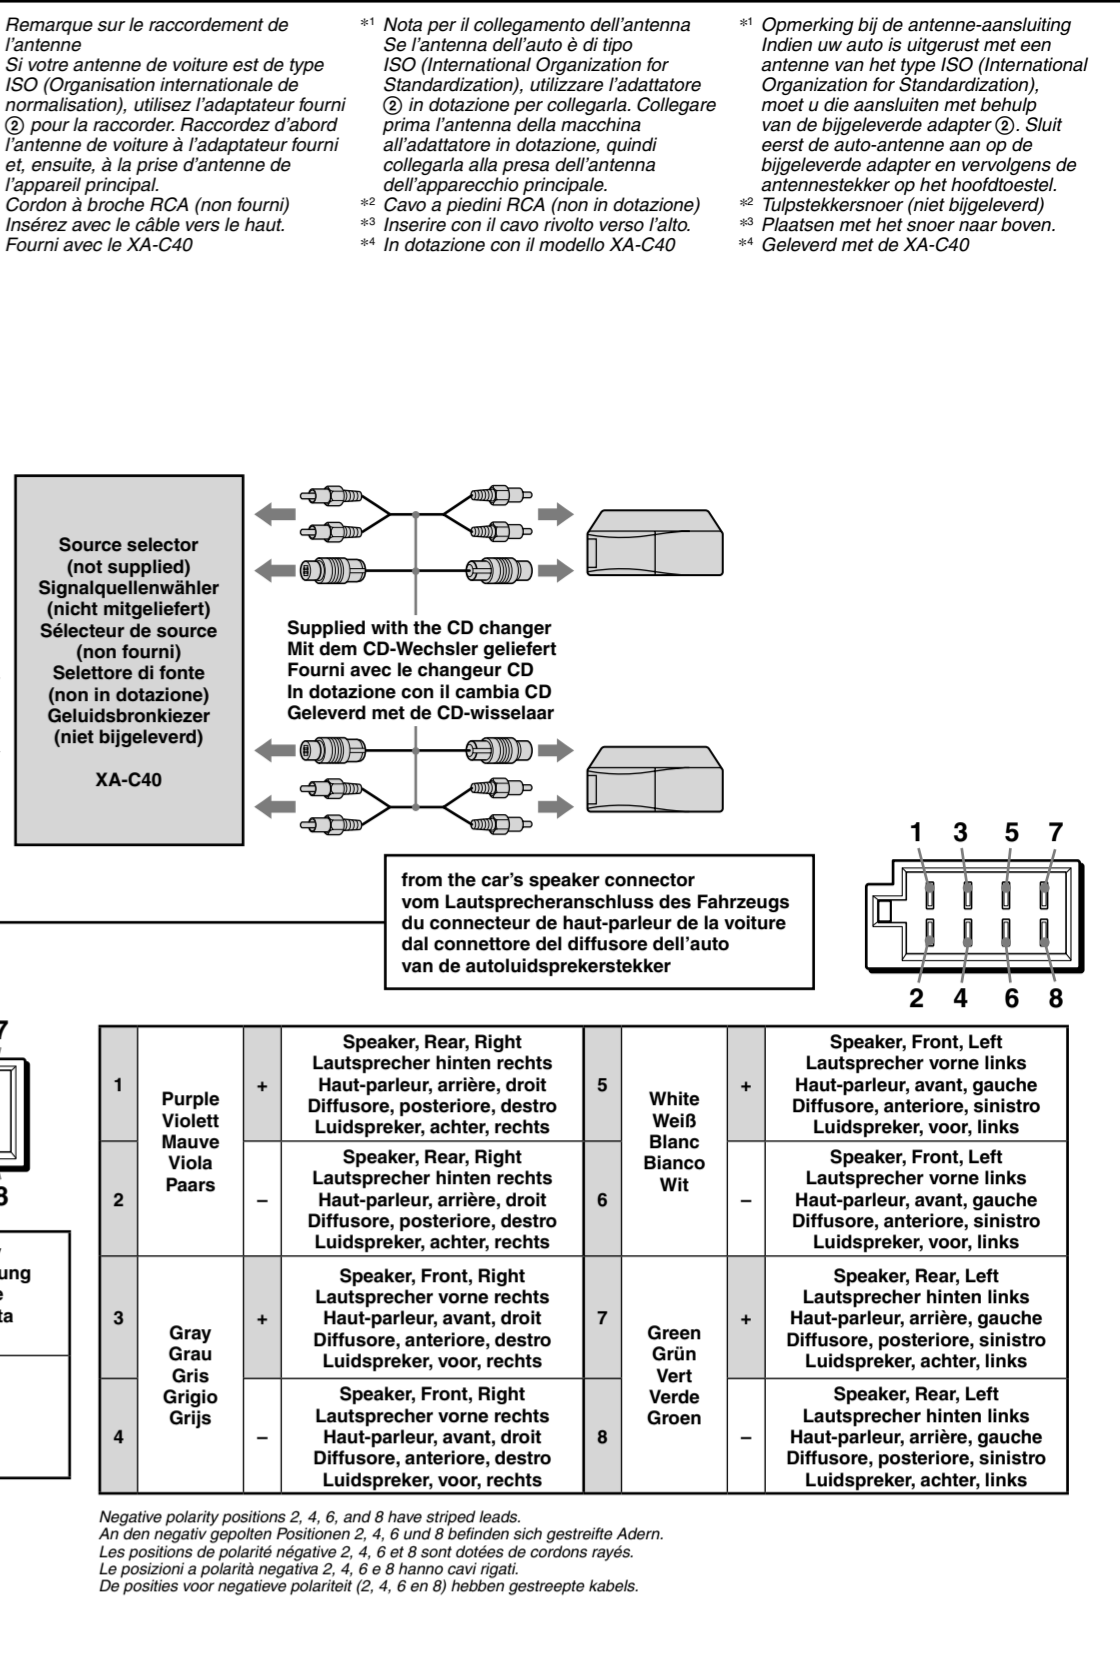 Remarque sur le raccordement de
l'antenne
Si votre antenne de voiture est de type
ISO (Organisation internationale de
normalisation), utilisez l'adaptateur fourni
② pour la raccorder. Raccordez d'abord
l'antenne de voiture à l'adaptateur fourni
et, ensuite, à la prise d'antenne de
l'appareil principal.
Cordon à broche RCA (non fourni)
Insérez avec le câble vers le haut.
Fourni avec le XA-C40
*1 Nota per il collegamento dell'antenna
Se l'antenna dell'auto è di tipo
ISO (International Organization for
Standardization), utilizzare l'adattatore
② in dotazione per collegarla. Collegare
prima l'antenna della macchina
all'adattatore in dotazione, quindi
collegarla alla presa dell'antenna
dell'apparecchio principale.
*2 Cavo a piedini RCA (non in dotazione)
*3 Inserire con il cavo rivolto verso l'alto.
*4 In dotazione con il modello XA-C40
*1 Opmerking bij de antenne-aansluiting
Indien uw auto is uitgerust met een
antenne van het type ISO (International
Organization for Standardization),
moet u die aansluiten met behulp
van de bijgeleverde adapter ②. Sluit
eerst de auto-antenne aan op de
bijgeleverde adapter en vervolgens de
antennestekker op het hoofdtoestel.
*2 Tulpstekkersnoer (niet bijgeleverd)
*3 Plaatsen met het snoer naar boven.
*4 Geleverd met de XA-C40
Source selector
(not supplied)
Signalquellenwähler
(nicht mitgeliefert)
Sélecteur de source
(non fourni)
Selettore di fonte
(non in dotazione)
Geluidsbronkiezer
(niet bijgeleverd)
XA-C40
Supplied with the CD changer
Mit dem CD-Wechsler geliefert
Fourni avec le changeur CD
In dotazione con il cambia CD
Geleverd met de CD-wisselaar
from the car's speaker connector
vom Lautsprecheranschluss des Fahrzeugs
du connecteur de haut-parleur de la voiture
dal connettore del diffusore dell'auto
van de autoluidsprekerstekker
1 3 5 7
2 4 6 8
7
8
ung
e
ta
1
Purple
Violett
Mauve
Viola
Paars
+
Speaker, Rear, Right
Lautsprecher hinten rechts
Haut-parleur, arrière, droit
Diffusore, posteriore, destro
Luidspreker, achter, rechts
2
–
Speaker, Rear, Right
Lautsprecher hinten rechts
Haut-parleur, arrière, droit
Diffusore, posteriore, destro
Luidspreker, achter, rechts
3
Gray
Grau
Gris
Grigio
Grijs
+
Speaker, Front, Right
Lautsprecher vorne rechts
Haut-parleur, avant, droit
Diffusore, anteriore, destro
Luidspreker, voor, rechts
4
–
Speaker, Front, Right
Lautsprecher vorne rechts
Haut-parleur, avant, droit
Diffusore, anteriore, destro
Luidspreker, voor, rechts
5
White
Weiß
Blanc
Bianco
Wit
+
Speaker, Front, Left
Lautsprecher vorne links
Haut-parleur, avant, gauche
Diffusore, anteriore, sinistro
Luidspreker, voor, links
6
–
Speaker, Front, Left
Lautsprecher vorne links
Haut-parleur, avant, gauche
Diffusore, anteriore, sinistro
Luidspreker, voor, links
7
Green
Grün
Vert
Verde
Groen
+
Speaker, Rear, Left
Lautsprecher hinten links
Haut-parleur, arrière, gauche
Diffusore, posteriore, sinistro
Luidspreker, achter, links
8
–
Speaker, Rear, Left
Lautsprecher hinten links
Haut-parleur, arrière, gauche
Diffusore, posteriore, sinistro
Luidspreker, achter, links
Negative polarity positions 2, 4, 6, and 8 have striped leads.
An den negativ gepolten Positionen 2, 4, 6 und 8 befinden sich gestreifte Adern.
Les positions de polarité négative 2, 4, 6 et 8 sont dotées de cordons rayés.
Le posizioni a polarità negativa 2, 4, 6 e 8 hanno cavi rigati.
De posities voor negatieve polariteit (2, 4, 6 en 8) hebben gestreepte kabels.